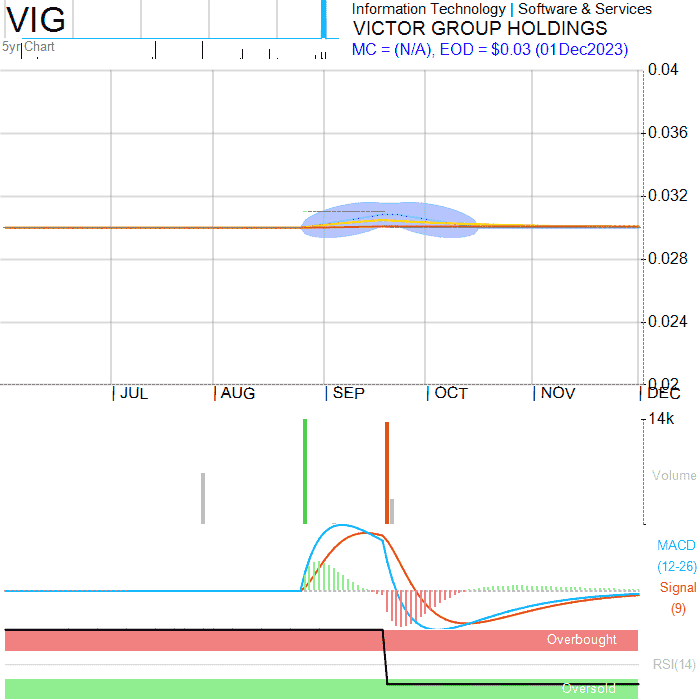 VIG
Information Technology | Software & Services
VICTOR GROUP HOLDINGS
5yr Chart
MC = (N/A), EOD = $0.03 (01Dec2023)
0.04
0.036
0.032
0.028
0.024
0.02
JUL AUG SEP OCT NOV DEC
14k
Volume
MACD
(12-26)
Signal
(9)
Overbought
RSI(14)
Oversold